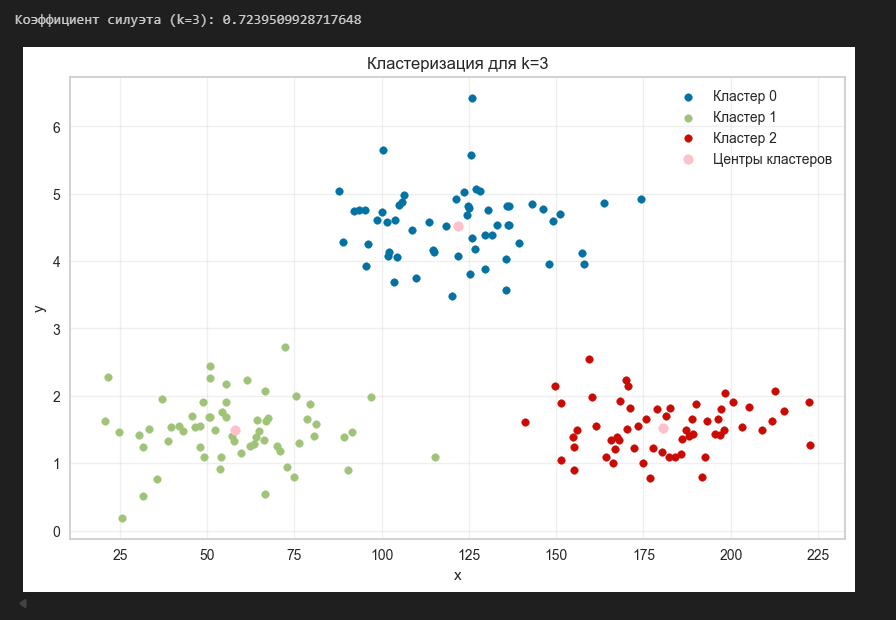 Коэффициент силуэта (k=3): 0.7239509928717648
Кластеризация для k=3
Кластер 0
Кластер 1
Кластер 2
Центры кластеров
6
5
4
3
2
1
0
y
25 50 75 100 125 150 175 200 225
x